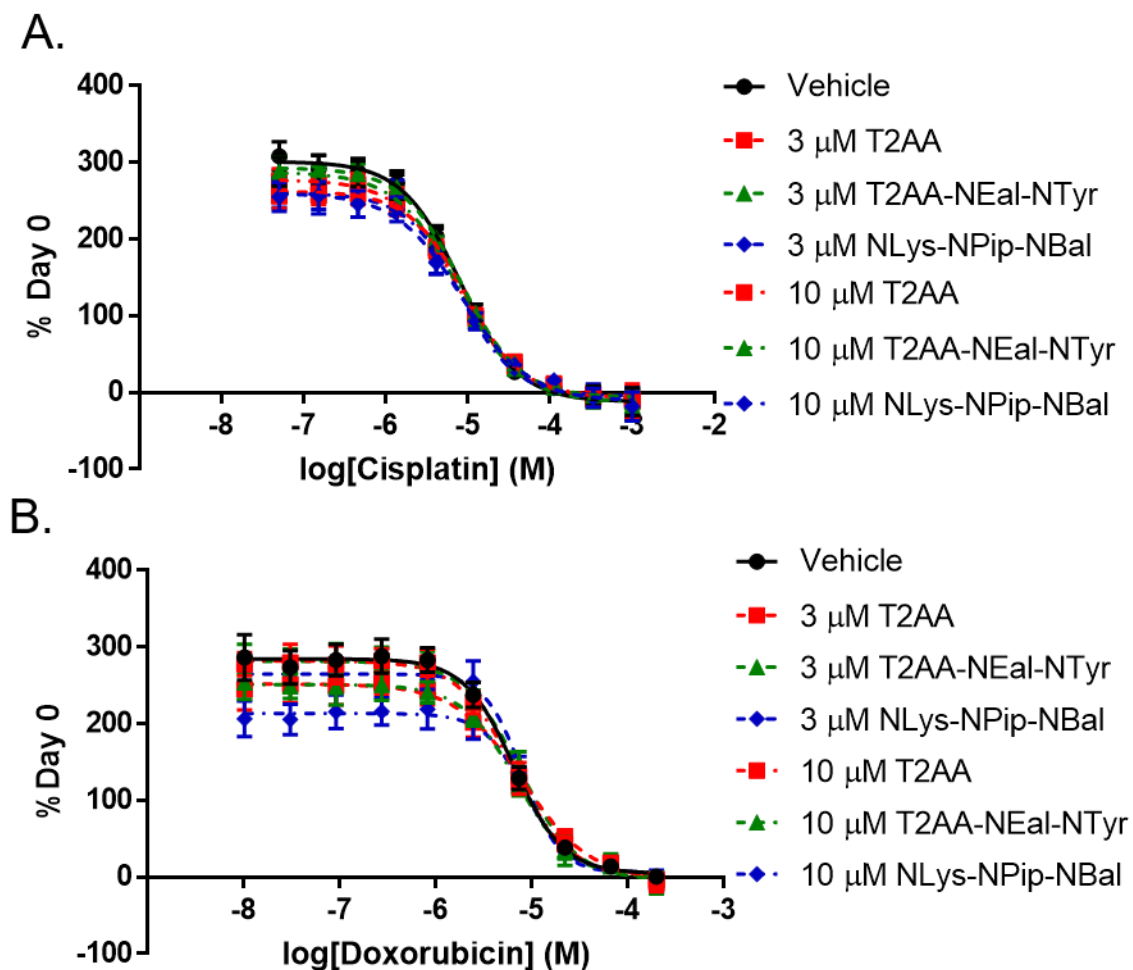 A.
400
300
200
100
0
-100
% Day 0
-8 -7 -6 -5 -4 -3 -2
log[Cisplatin] (M)
Vehicle
3 μM T2AA
3 μM T2AA-NEal-NTyr
3 μM NLys-NPip-NBal
10 μM T2AA
10 μM T2AA-NEal-NTyr
10 μM NLys-NPip-NBal
B.
400
300
200
100
0
-100
% Day 0
-8 -7 -6 -5 -4 -3
log[Doxorubicin] (M)
Vehicle
3 μM T2AA
3 μM T2AA-NEal-NTyr
3 μM NLys-NPip-NBal
10 μM T2AA
10 μM T2AA-NEal-NTyr
10 μM NLys-NPip-NBal